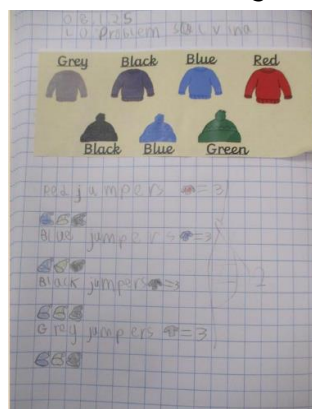 Problem
Grey Black Blue Red
Black Blue Green
Red jumpers = 3
Blue jumpers = 3
Black jumpers = 3
Grey jumpers = 3